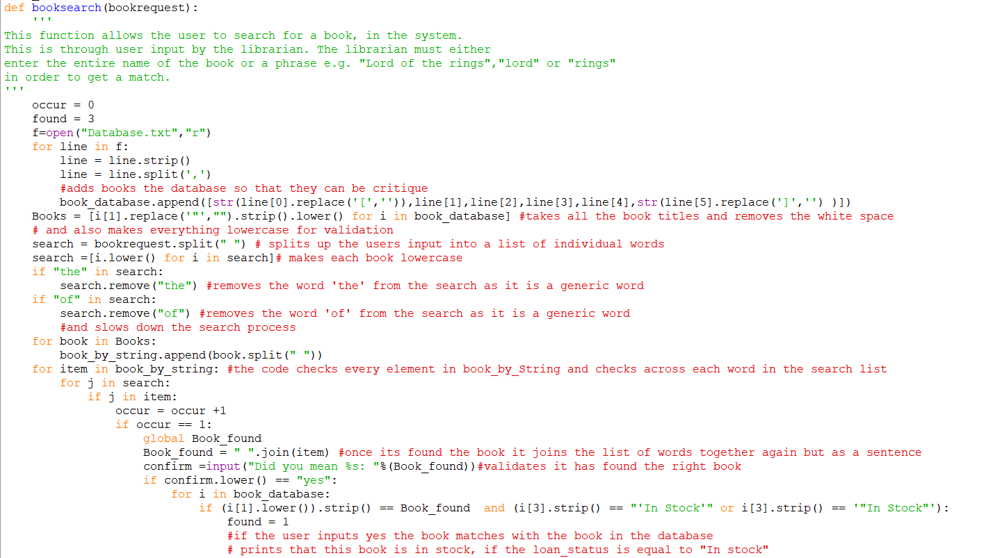 def booksearch(bookrequest):
    '''
This function allows the user to search for a book, in the system.
This is through user input by the librarian. The librarian must either
enter the entire name of the book or a phrase e.g. "Lord of the rings","lord" or "rings"
in order to get a match.
'''
    occur = 0
    found = 3
    f=open("Database.txt","r")
    for line in f:
        line = line.strip()
        line = line.split(',')
        #adds books the database so that they can be critique
        book_database.append([str(line[0].replace('[','')),line[1],line[2],line[3],line[4],str(line[5].replace(']','') )])
    Books = [i[1].replace('"',"").strip().lower() for i in book_database] #takes all the book titles and removes the white space
    # and also makes everything lowercase for validation
    search = bookrequest.split(" ") # splits up the users input into a list of individual words
    search =[i.lower() for i in search]# makes each book lowercase
    if "the" in search:
        search.remove("the") #removes the word 'the' from the search as it is a generic word
    if "of" in search:
        search.remove("of") #removes the word 'of' from the search as it is a generic word
        #and slows down the search process
    for book in Books:
        book_by_string.append(book.split(" "))
    for item in book_by_string: #the code checks every element in book_by_String and checks across each word in the search list
        for j in search:
            if j in item:
                occur = occur +1
                if occur == 1:
                    global Book_found
                    Book_found = " ".join(item) #once its found the book it joins the list of words together again but as a sentence
                    confirm =input("Did you mean %s: "%(Book_found))#validates it has found the right book
                    if confirm.lower() == "yes":
                        for i in book_database:
                            if (i[1].lower()).strip() == Book_found  and (i[3].strip() == "'In Stock'" or i[3].strip() == '"In Stock"'):
                                found = 1
                                #if the user inputs yes the book matches with the book in the database
                                # prints that this book is in stock, if the loan_status is equal to "In stock"